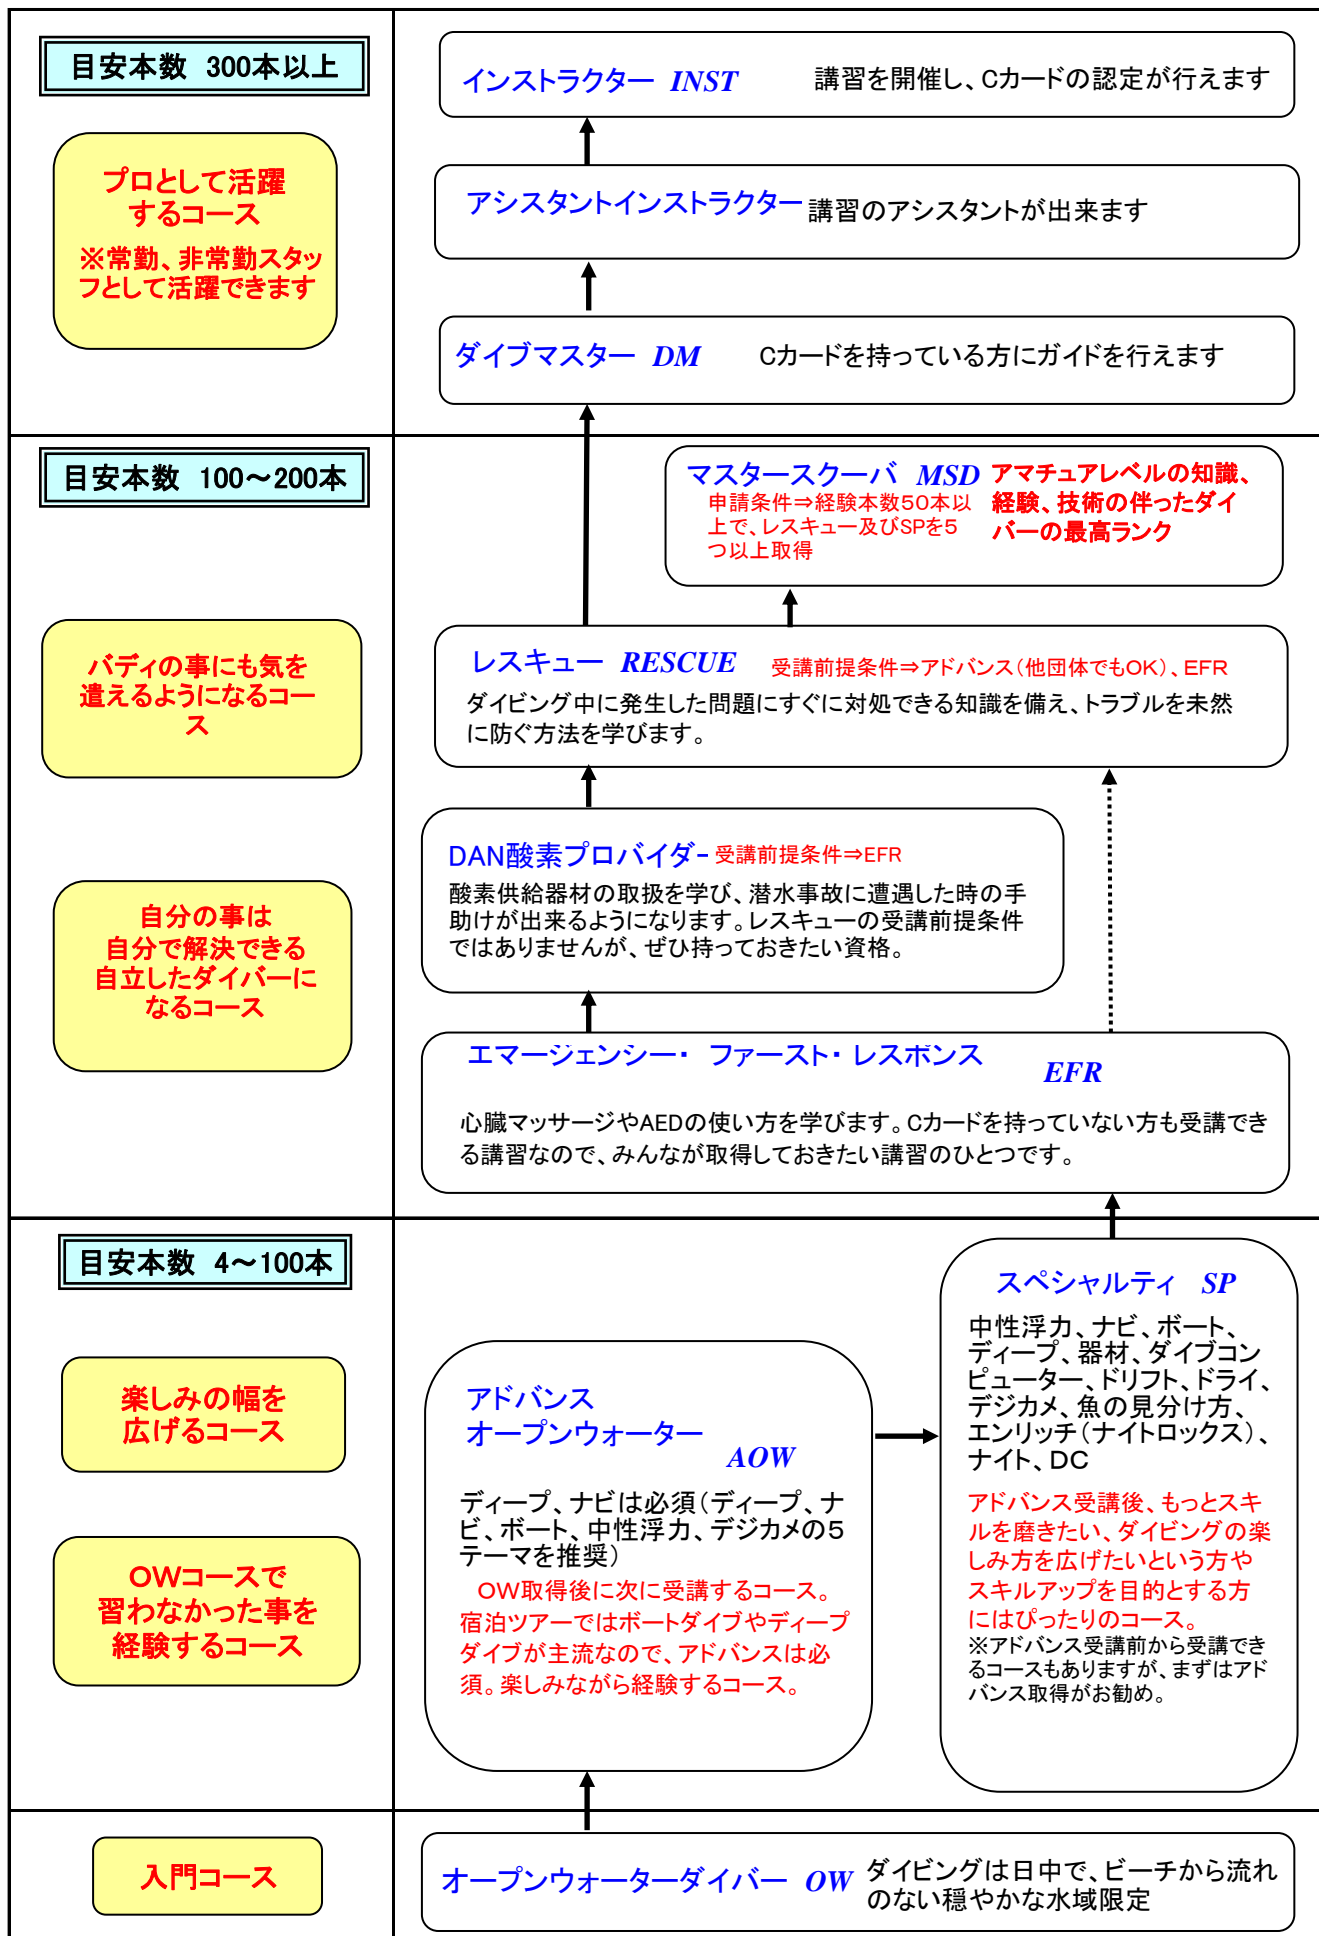 目安本数 300本以上
プロとして活躍
するコース
※常勤、非常勤スタッ
フとして活躍できます
インストラクター INST 講習を開催し、Cカードの認定が行えます
アシスタントインストラクター 講習のアシスタントが出来ます
ダイブマスター DM Cカードを持っている方にガイドを行えます
目安本数 100～200本
マスタースクーバ MSD
申請条件⇒経験本数50本以
上で、レスキュー及びSPを5
つ以上取得
アマチュアレベルの知識、
経験、技術の伴ったダイ
バーの最高ランク
バディの事にも気を
遣えるようになるコー
ス
レスキュー RESCUE 受講前提条件⇒アドバンス(他団体でもOK)、EFR
ダイビング中に発生した問題にすぐに対処できる知識を備え、トラブルを未然
に防ぐ方法を学びます。
自分の事は
自分で解決できる
自立したダイバーに
なるコース
DAN酸素プロバイダー 受講前提条件⇒EFR
酸素供給器材の取扱を学び、潜水事故に遭遇した時の手
助けが出来るようになります。レスキューの受講前提条件
ではありませんが、ぜひ持っておきたい資格。
エマージェンシー・ ファースト・レスポンス
EFR
心臓マッサージやAEDの使い方を学びます。Cカードを持っていない方も受講でき
る講習なので、みんなが取得しておきたい講習のひとつです。
目安本数 4～100本
楽しみの幅を
広げるコース
OWコースで
習わなかった事を
経験するコース
アドバンス
オープンウォーター
AOW
ディープ、ナビは必須(ディープ、ナ
ビ、ボート、中性浮力、デジカメの5
テーマを推奨)
OW取得後に次に受講するコース。
宿泊ツアーではボートダイブやディープ
ダイブが主流なので、アドバンスは必
須。楽しみながら経験するコース。
スペシャルティ SP
中性浮力、ナビ、ボート、
ディープ、器材、ダイブコン
ピューター、ドリフト、ドライ、
デジカメ、魚の見分け方、
エンリッチ(ナイトロックス)、
ナイト、DC
アドバンス受講後、もっとスキ
ルを磨きたい、ダイビングの楽
しみ方を広げたいという方や
スキルアップを目的とする方
にはぴったりのコース。
※アドバンス受講前から受講でき
るコースもありますが、まずはアド
バンス取得がお勧め。
入門コース
オープンウォーターダイバー OW
ダイビングは日中で、ビーチから流れ
のない穏やかな水域限定